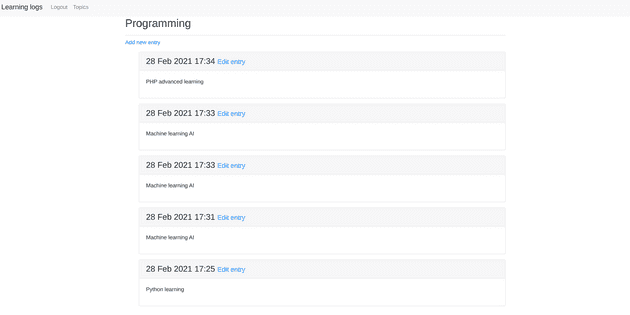 Learning logs Logout Topics
Programming
Add new entry
28 Feb 2021 17:34 Edit entry
PHP advanced learning
28 Feb 2021 17:33 Edit entry
Machine learning AI
28 Feb 2021 17:33 Edit entry
Machine learning AI
28 Feb 2021 17:31 Edit entry
Machine learning AI
28 Feb 2021 17:25 Edit entry
Python learning